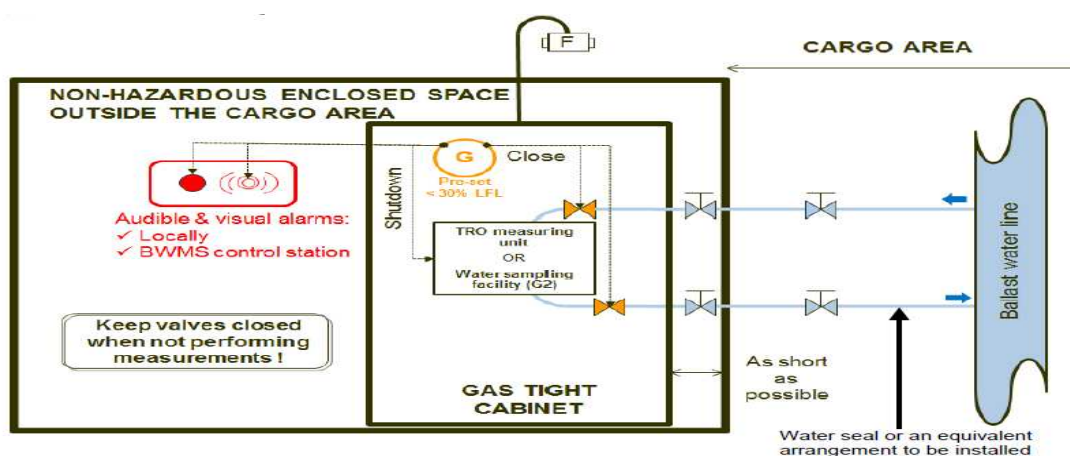 F
CARGO AREA
NON-HAZARDOUS ENCLOSED SPACE
OUTSIDE THE CARGO AREA
G
Close
Pre-set
< 30% LFL
Shutdown
Audible & visual alarms:
✓ Locally
✓ BWMS control station
TRO measuring
unit
OR
Water sampling
facility (G2)
Ballast water line
Keep valves closed
when not performing
measurements !
As short
as
possible
GAS TIGHT
CABINET
Water seal or an equivalent
arrangement to be installed